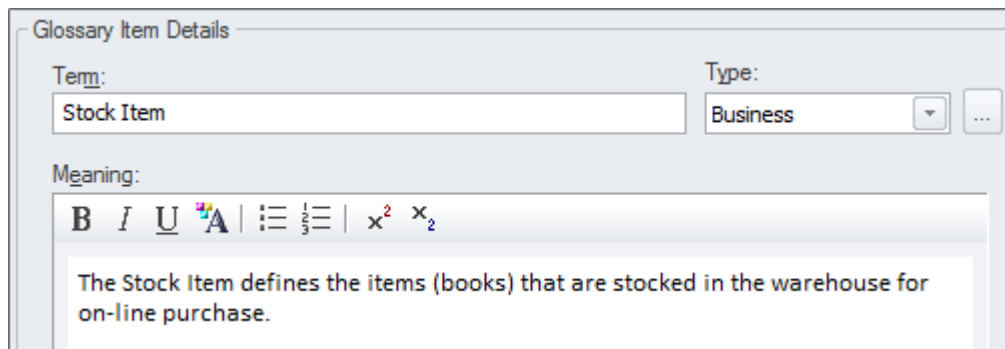 Glossary Item Details
Term:
Type:
Stock Item
Business
...
Meaning:
B I U A x² x₂
The Stock Item defines the items (books) that are stocked in the warehouse for
on-line purchase.